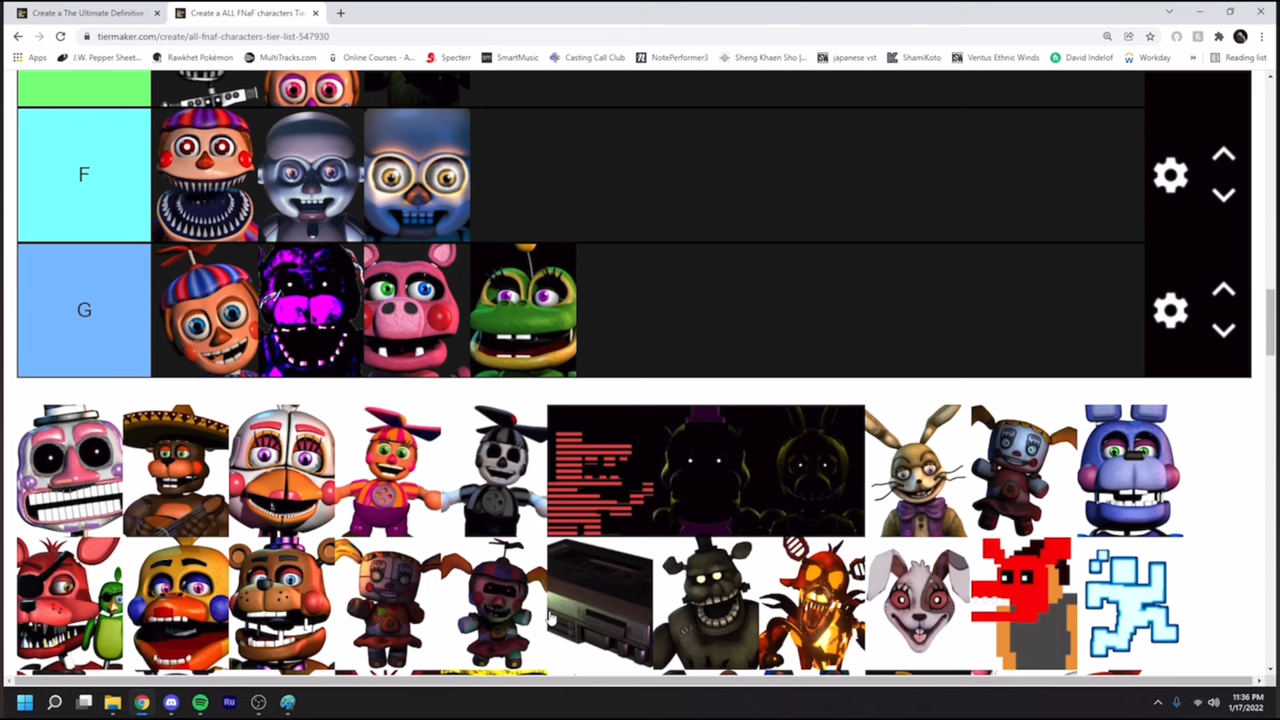 Create a The Ultimate Definitive
Create a ALL FNaF characters Tie
tiermaker.com/create/all-fnaf-characters-tier-list-547930
Apps J.W. Pepper Sheet... Rawkhet Pokémon MultiTracks.com Online Courses - A... Specterr SmartMusic Casting Call Club NotePerformer3 Sheng Khaen Sho |... japanese vst ShamiKoto Ventus Ethnic Winds David Indelof Workday » Reading list
F
G
Ru
11:36 PM
1/17/2022